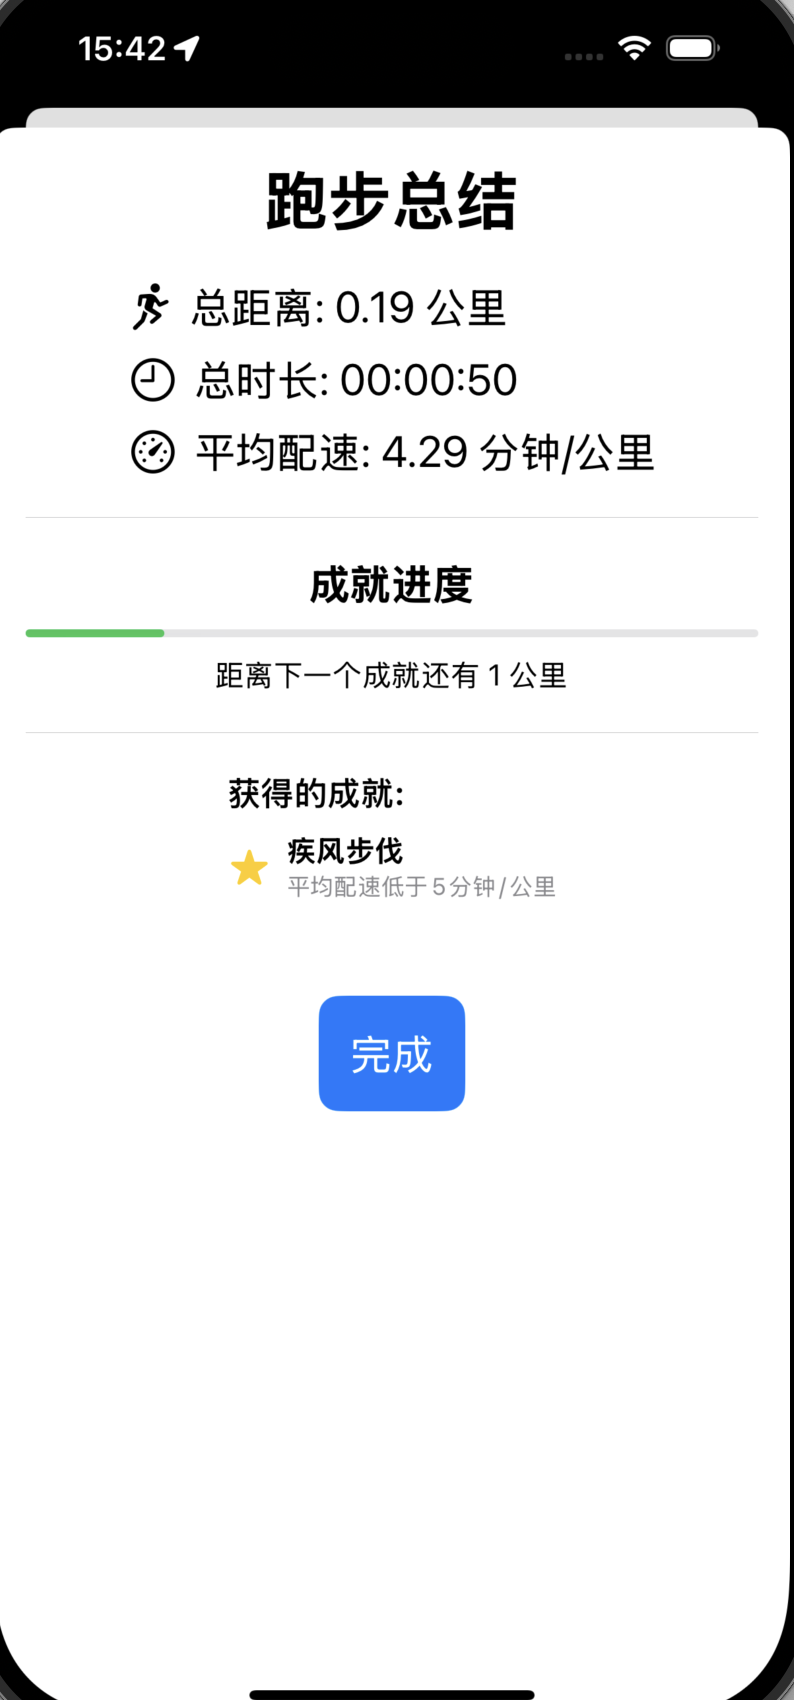 15:42
跑步总结
总距离: 0.19 公里
总时长: 00:00:50
平均配速: 4.29 分钟/公里
成就进度
距离下一个成就还有 1 公里
获得的成就:
疾风步伐
平均配速低于5分钟/公里
完成